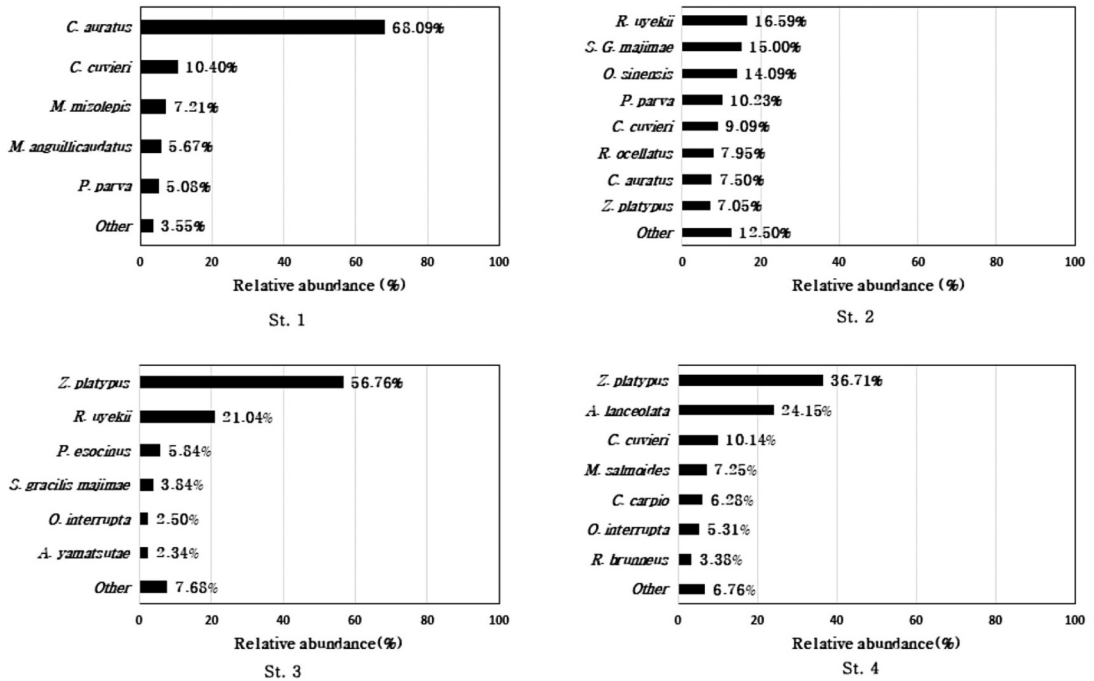 C. auratus 68.09%
C. cuvieri 10.40%
M. mizolepis 7.21%
M. anguillicaudatus 5.67%
P. parva 5.08%
Other 3.55%
0 20 40 60 80 100
Relative abundance (%)
St. 1
R. uyekii 16.59%
S. G. majimae 15.00%
O. sinensis 14.09%
P. parva 10.23%
C. cuvieri 9.09%
R. ocellatus 7.95%
C. auratus 7.50%
Z. platypus 7.05%
Other 12.50%
0 20 40 60 80 100
Relative abundance (%)
St. 2
Z. platypus 56.76%
R. uyekii 21.04%
P. esocinus 5.84%
S. gracilis majimae 3.84%
O. interrupta 2.50%
A. yamatsutae 2.34%
Other 7.68%
0 20 40 60 80 100
Relative abundance(%)
St. 3
Z. platypus 36.71%
A. lanceolata 24.15%
C. cuvieri 10.14%
M. salmoides 7.25%
C. carpio 6.28%
O. interrupta 5.31%
R. brunneus 3.38%
Other 6.76%
0 20 40 60 80 100
Relative abundance(%)
St. 4